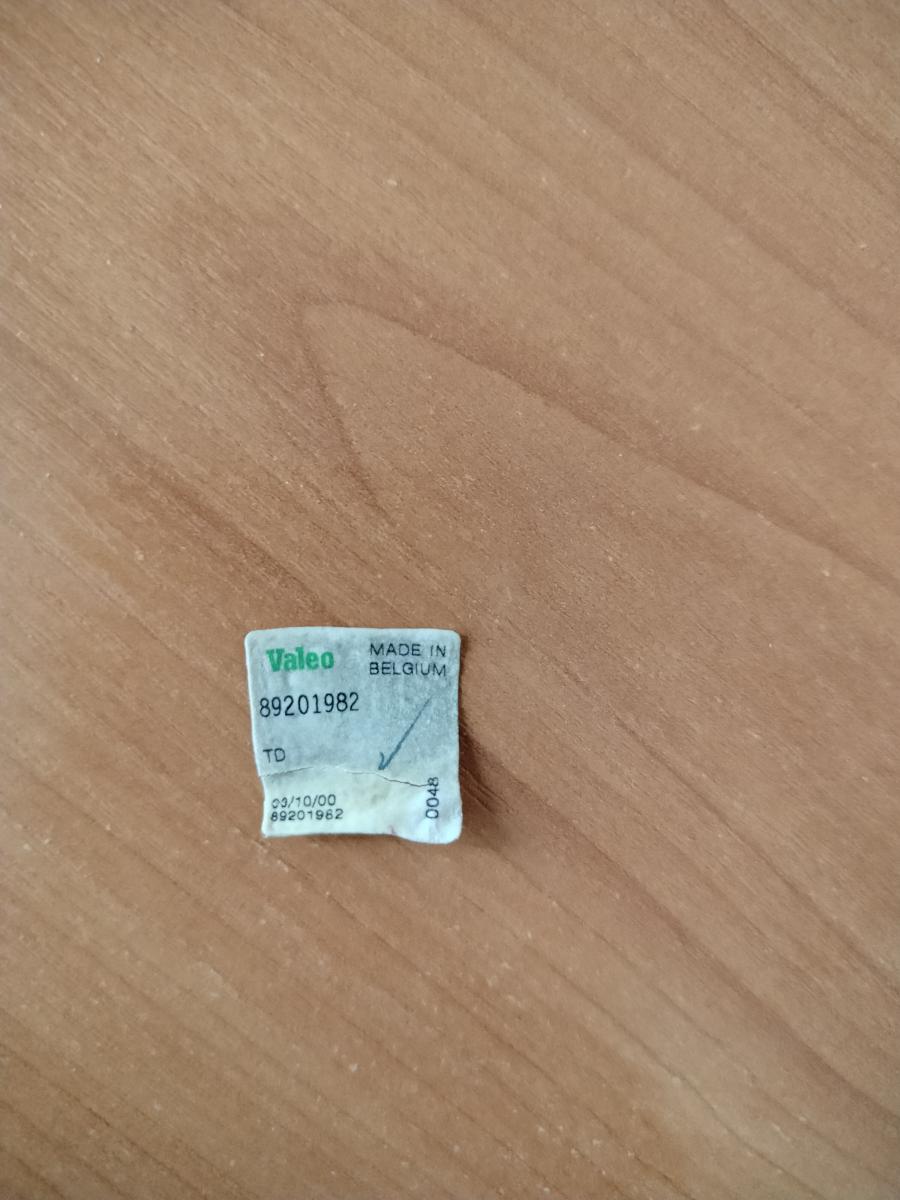 Valeo
MADE IN
BELGIUM
89201982
TD
03/10/00
89201982
0048